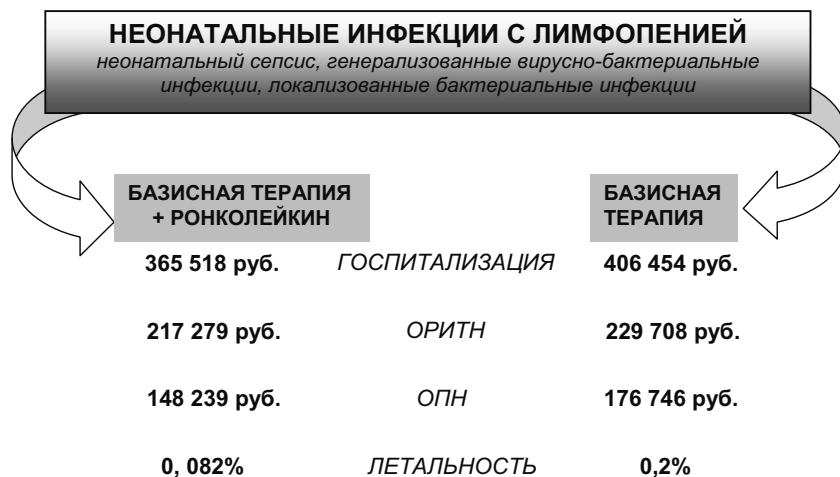 НЕОНАТАЛЬНЫЕ ИНФЕКЦИИ С ЛИМФОПЕНИЕЙ
неонатальный сепсис, генерализованные вирусно-бактериальные
инфекции, локализованные бактериальные инфекции
БАЗИСНАЯ ТЕРАПИЯ
+ РОНКОЛЕЙКИН
БАЗИСНАЯ
ТЕРАПИЯ
365 518 руб. ГОСПИТАЛИЗАЦИЯ 406 454 руб.
217 279 руб. ОРИТН 229 708 руб.
148 239 руб. ОПН 176 746 руб.
0, 082% ЛЕТАЛЬНОСТЬ 0,2%